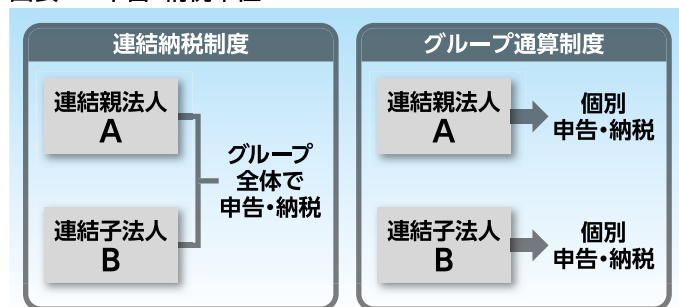 連結納税制度
連結親法人
A
連結子法人
B
グループ
全体で
申告・納税
グループ通算制度
連結親法人
A
個別
申告・納税
連結子法人
B
個別
申告・納税